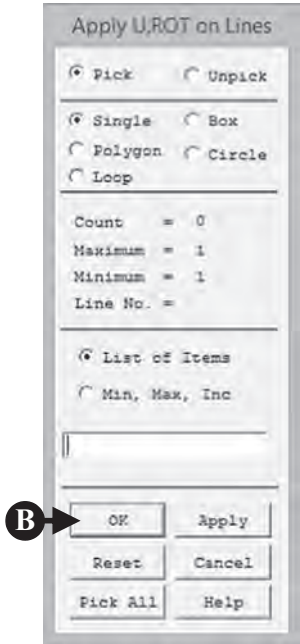 Apply U,ROT on Lines
Pick Unpick
Single Box
Polygon Circle
Loop
Count = 0
Maximum = 1
Minimum = 1
Line No. =
List of Items
Min, Max, Inc
B OK Apply
Reset Cancel
Pick All Help